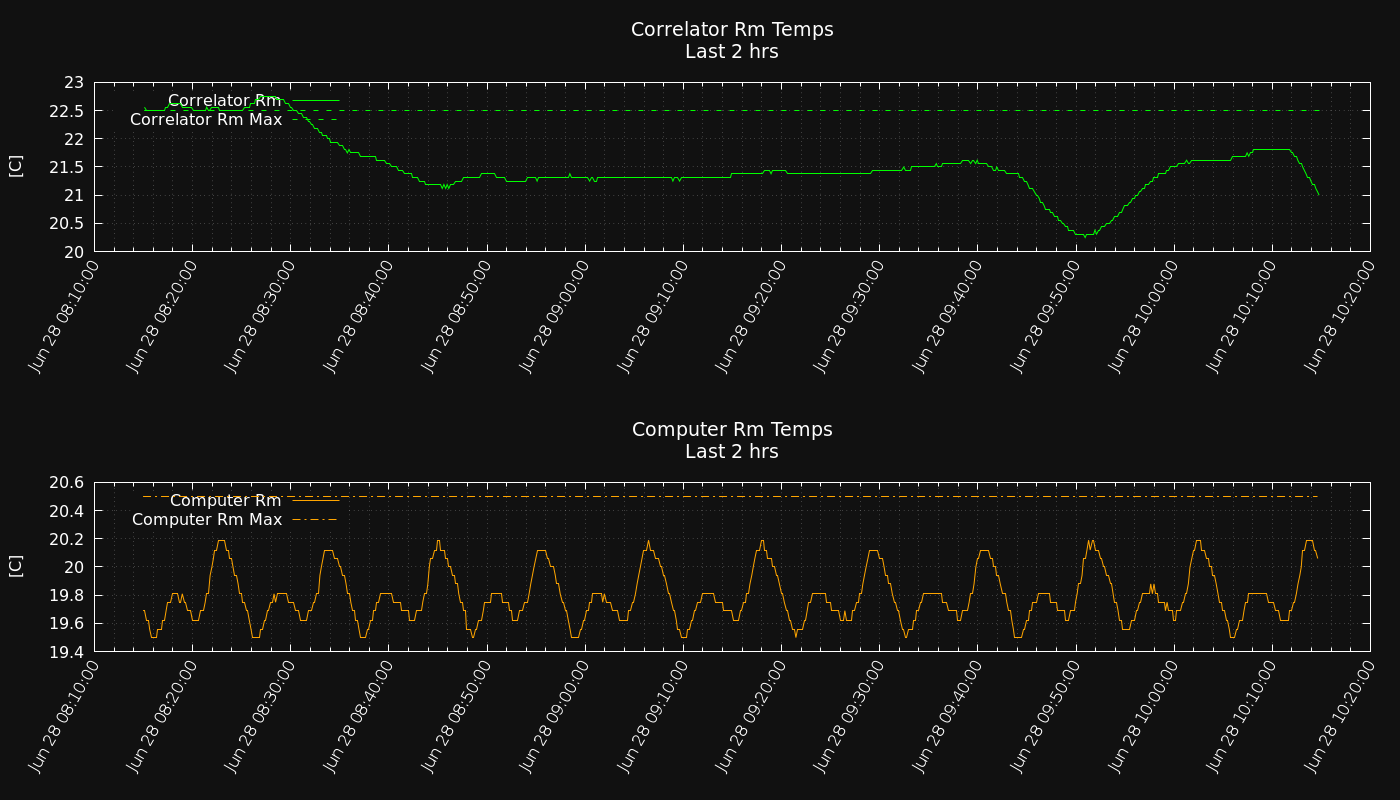 Correlator Rm Temps
Last 2 hrs
[C]
23
22.5
22
21.5
21
20.5
20
Correlator Rm
Correlator Rm Max
Jun 28 08:10:00
Jun 28 08:20:00
Jun 28 08:30:00
Jun 28 08:40:00
Jun 28 08:50:00
Jun 28 09:00:00
Jun 28 09:10:00
Jun 28 09:20:00
Jun 28 09:30:00
Jun 28 09:40:00
Jun 28 09:50:00
Jun 28 10:00:00
Jun 28 10:10:00
Jun 28 10:20:00
Computer Rm Temps
Last 2 hrs
[C]
20.6
20.4
20.2
20
19.8
19.6
19.4
Computer Rm
Computer Rm Max
Jun 28 08:10:00
Jun 28 08:20:00
Jun 28 08:30:00
Jun 28 08:40:00
Jun 28 08:50:00
Jun 28 09:00:00
Jun 28 09:10:00
Jun 28 09:20:00
Jun 28 09:30:00
Jun 28 09:40:00
Jun 28 09:50:00
Jun 28 10:00:00
Jun 28 10:10:00
Jun 28 10:20:00